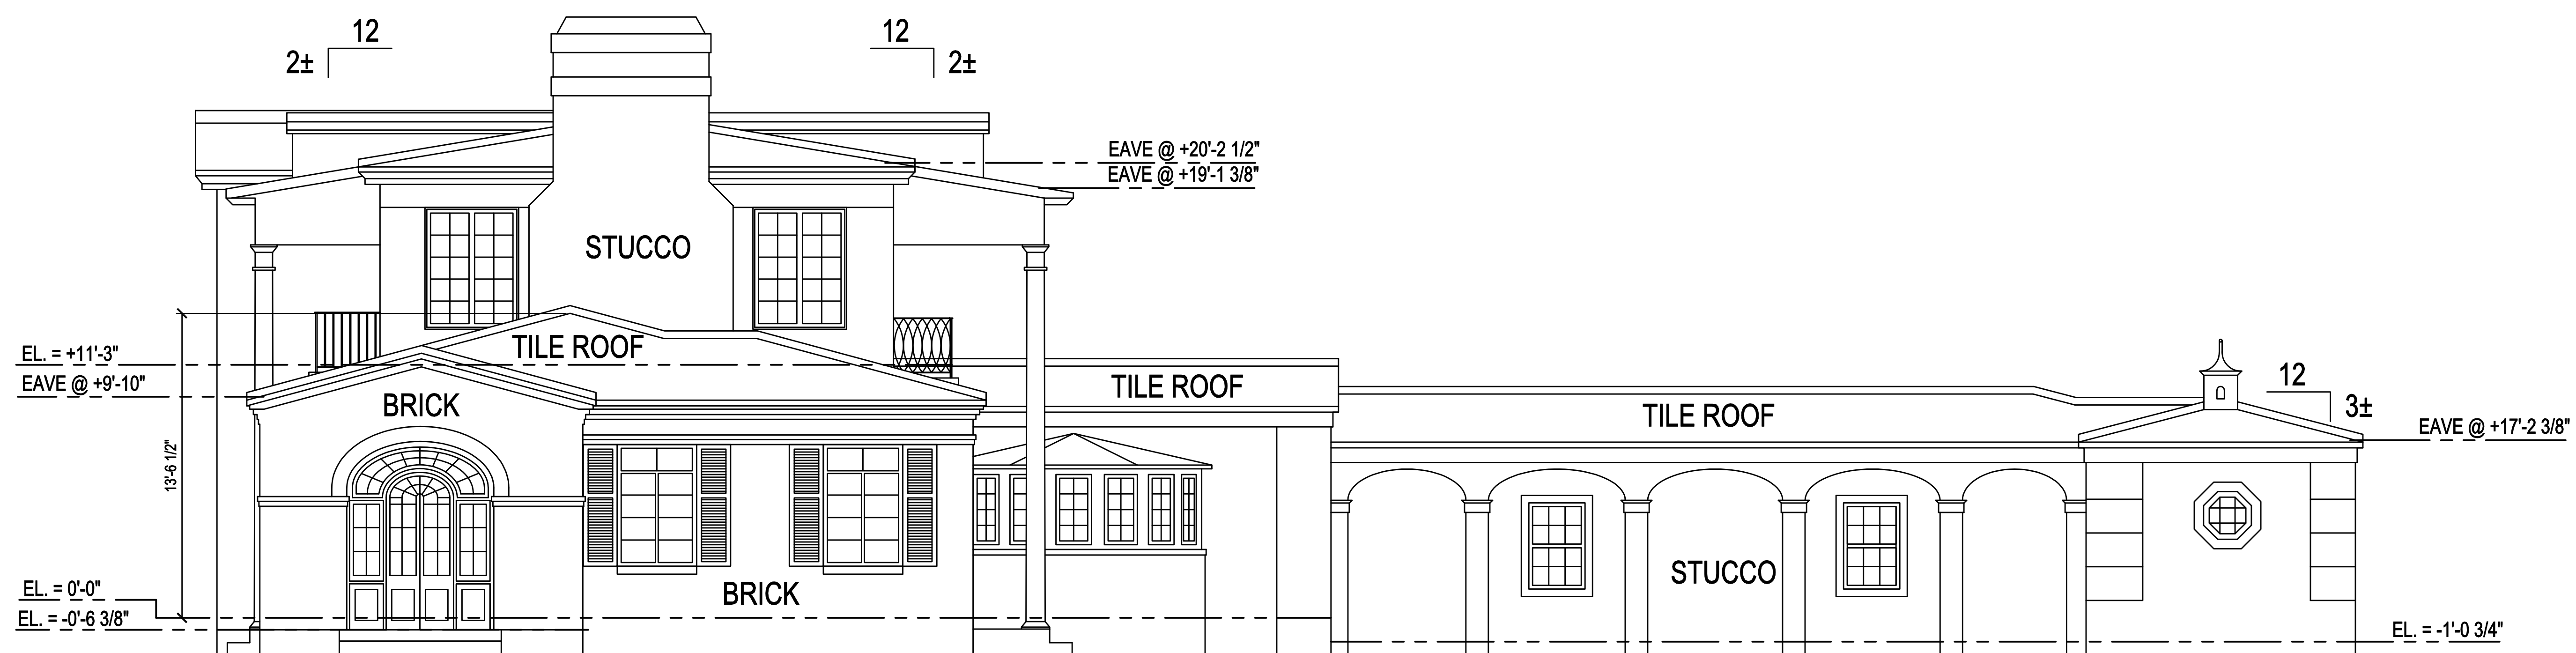 12
12
2±
2±
EAVE @ +20'-2 1/2"
EAVE @ +19'-1 3/8"
STUCCO
EL. = +11'-3"
TILE ROOF
EAVE @ +9'-10"
BRICK
TILE ROOF
TILE ROOF
12
3±
EAVE @ +17'-2 3/8"
13'-6 1/2"
STUCCO
EL. = 0'-0"
BRICK
EL. = -0'-6 3/8"
EL. = -1'-0 3/4"